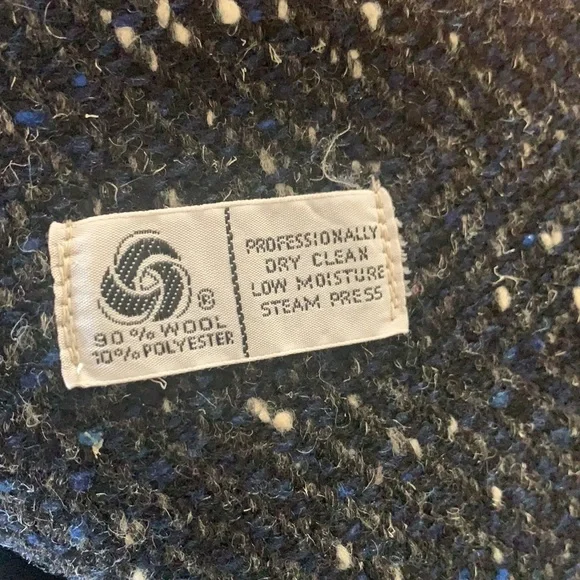 ®
90% WOOL
10% POLYESTER
PROFESSIONALLY
DRY CLEAN
LOW MOISTURE
STEAM PRESS